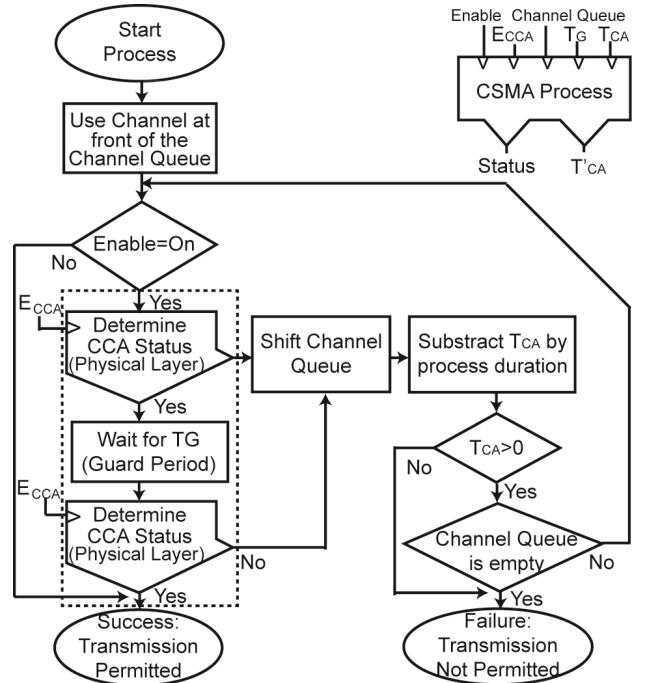 Start
Process
Enable Channel Queue
ECCA TG TCA
CSMA Process
Status T'CA
Use Channel at
front of the
Channel Queue
Enable=On
No
Yes
ECCA
Determine
CCA Status
(Physical Layer)
Shift Channel
Queue
Substract TCA by
process duration
Yes
Wait for TG
(Guard Period)
TCA>0
No
Yes
ECCA
Determine
CCA Status
(Physical Layer)
No
Channel Queue
is empty
No
Yes
Yes
Success:
Transmission
Permitted
Failure:
Transmission
Not Permitted